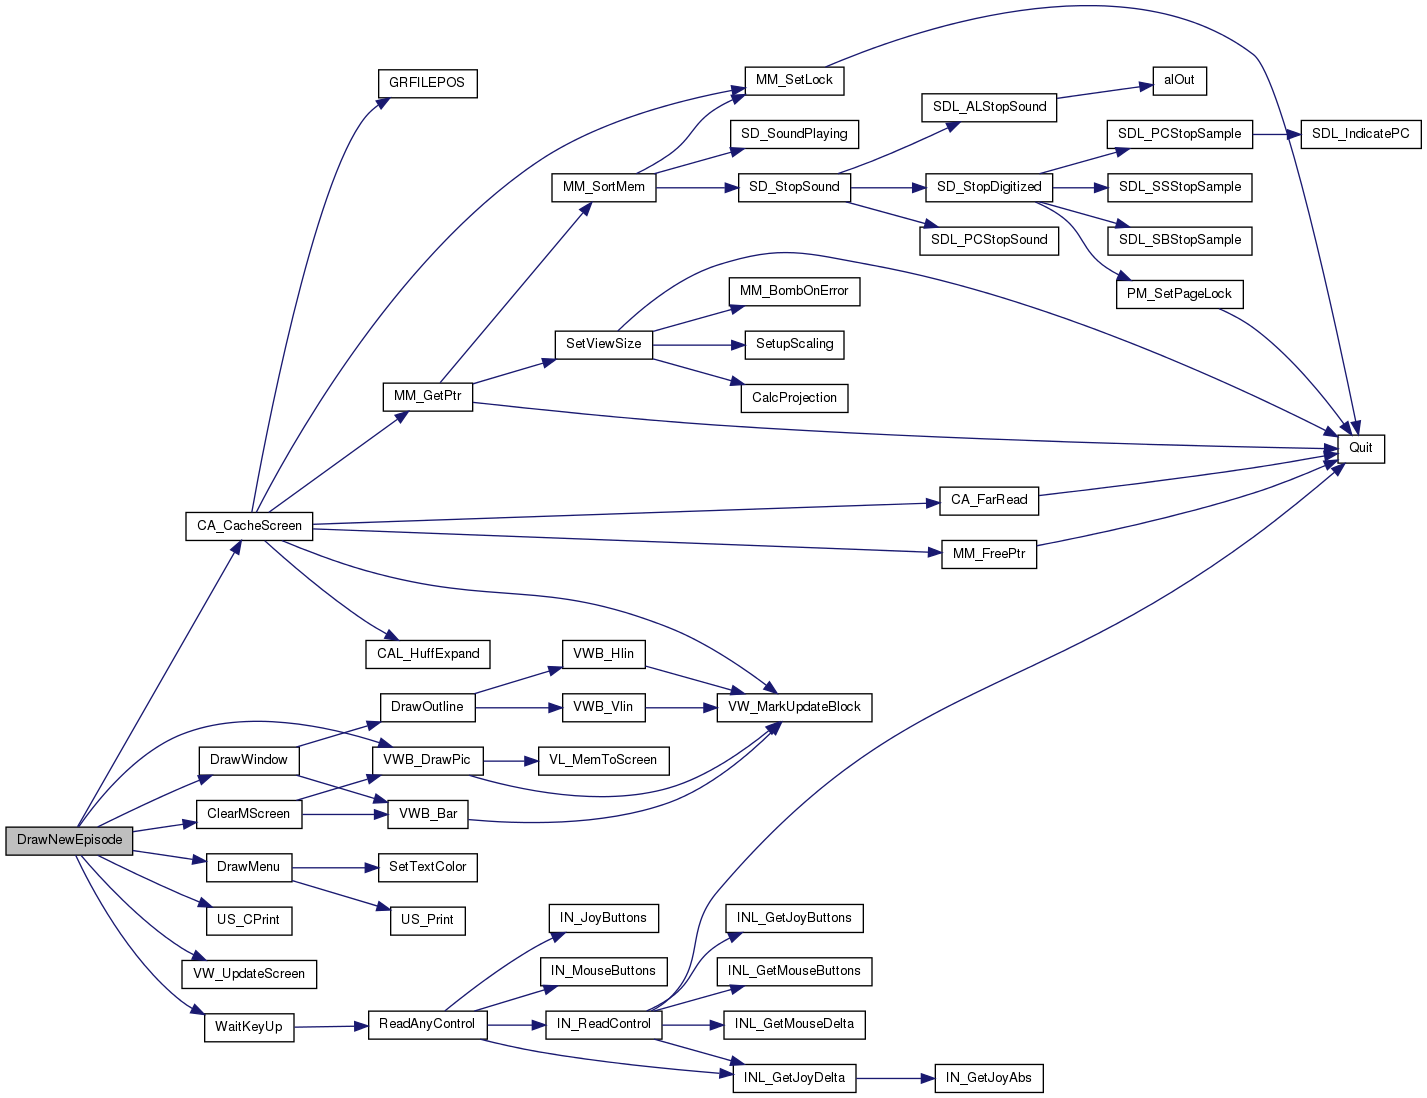 GRFILEPOS
MM_SetLock
alOut
SDL_ALStopSound
SD_SoundPlaying
SDL_PCStopSample
SDL_IndicatePC
MM_SortMem
SD_StopSound
SD_StopDigitized
SDL_SSStopSample
SDL_PCStopSound
SDL_SBStopSample
MM_BombOnError
PM_SetPageLock
SetViewSize
SetupScaling
MM_GetPtr
CalcProjection
Quit
CA_FarRead
CA_CacheScreen
MM_FreePtr
CAL_HuffExpand
VWB_Hlin
DrawOutline
VWB_Vlin
VW_MarkUpdateBlock
DrawWindow
VWB_DrawPic
VL_MemToScreen
ClearMScreen
VWB_Bar
DrawNewEpisode
DrawMenu
SetTextColor
US_CPrint
US_Print
IN_JoyButtons
INL_GetJoyButtons
VW_UpdateScreen
IN_MouseButtons
INL_GetMouseButtons
WaitKeyUp
ReadAnyControl
IN_ReadControl
INL_GetMouseDelta
INL_GetJoyDelta
IN_GetJoyAbs